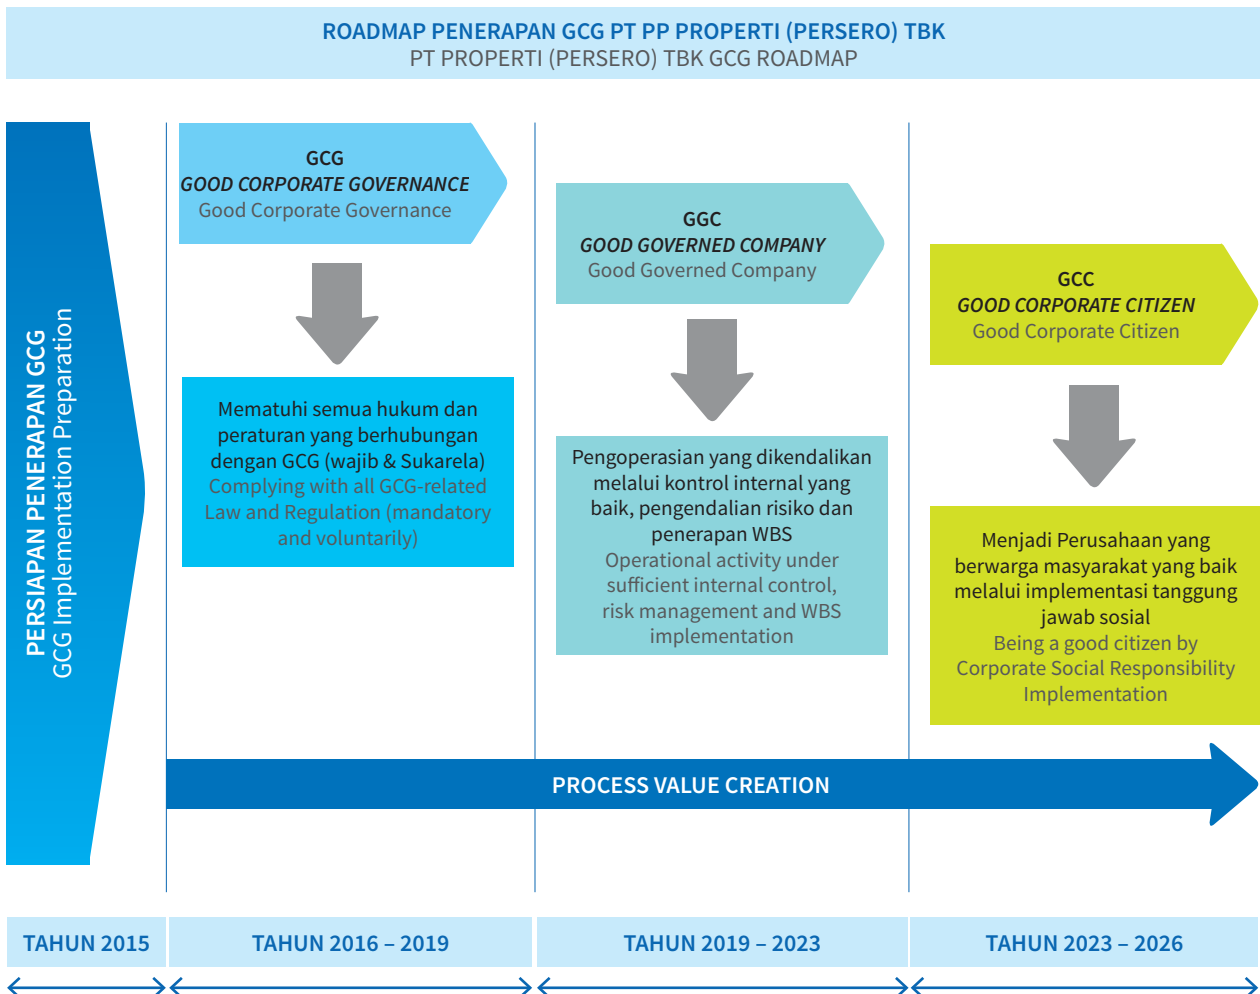 ROADMAP PENERAPAN GCG PT PP PROPERTI (PERSERO) TBK
PT PROPERTI (PERSERO) TBK GCG ROADMAP
PERSIAPAN PENERAPAN GCG
GCG Implementation Preparation
GCG
GOOD CORPORATE GOVERNANCE
Good Corporate Governance
Mematuhi semua hukum dan
peraturan yang berhubungan
dengan GCG (wajib & Sukarela)
Complying with all GCG-related
Law and Regulation (mandatory
and voluntarily)
GGC
GOOD GOVERNED COMPANY
Good Governed Company
Pengoperasian yang dikendalikan
melalui kontrol internal yang
baik, pengendalian risiko dan
penerapan WBS
Operational activity under
sufficient internal control,
risk management and WBS
implementation
GCC
GOOD CORPORATE CITIZEN
Good Corporate Citizen
Menjadi Perusahaan yang
berwarga masyarakat yang baik
melalui implementasi tanggung
jawab sosial
Being a good citizen by
Corporate Social Responsibility
Implementation
PROCESS VALUE CREATION
TAHUN 2015
TAHUN 2016 – 2019
TAHUN 2019 – 2023
TAHUN 2023 – 2026